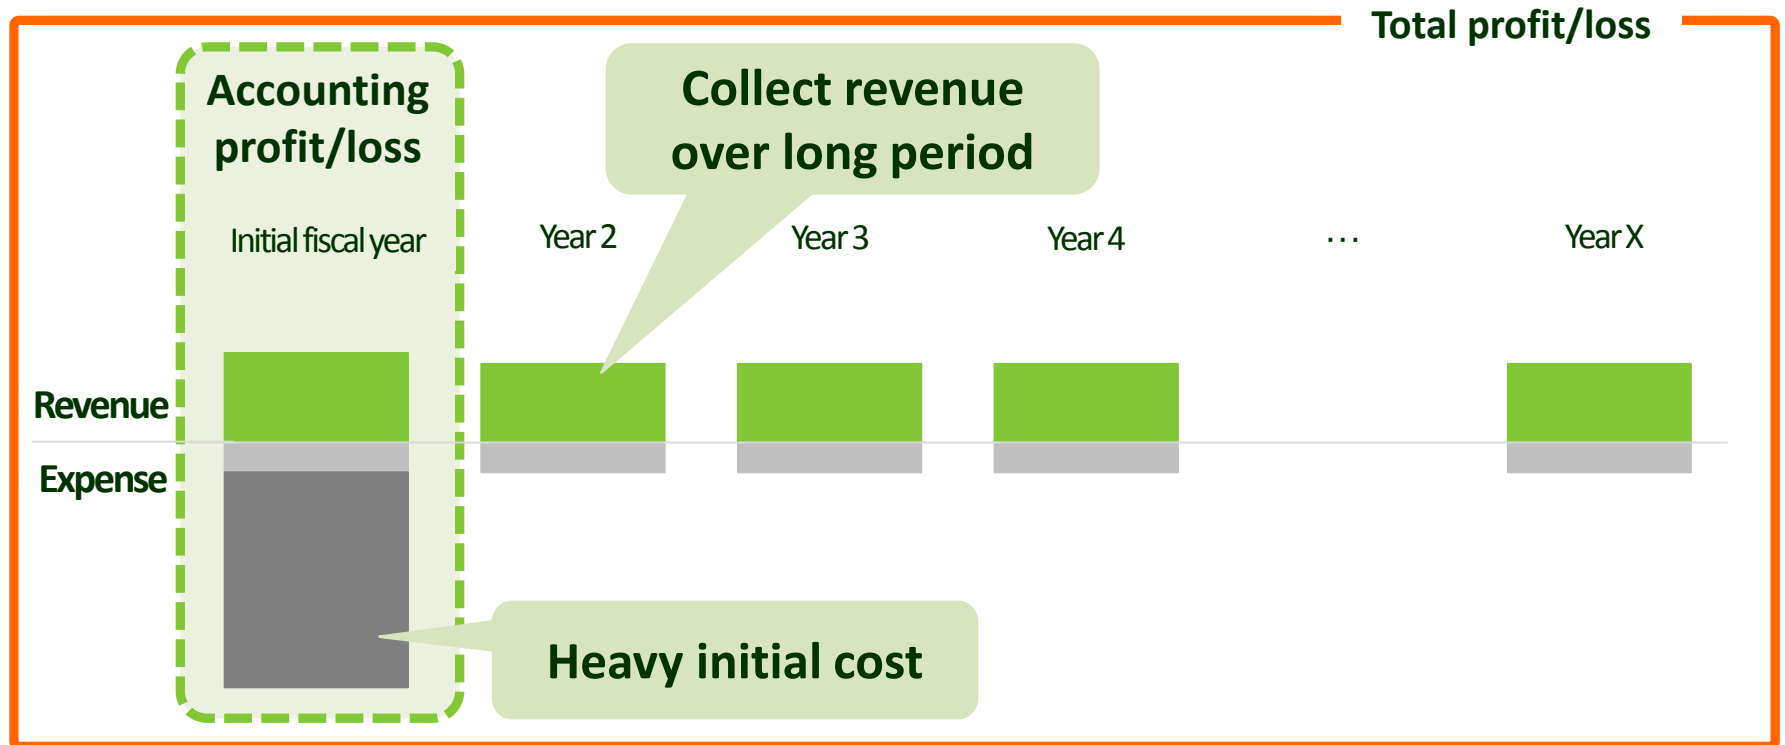 Total profit/loss
Accounting
profit/loss
Collect revenue
over long period
Initial fiscal year
Year 2
Year 3
Year 4
...
Year X
Revenue
Expense
Heavy initial cost